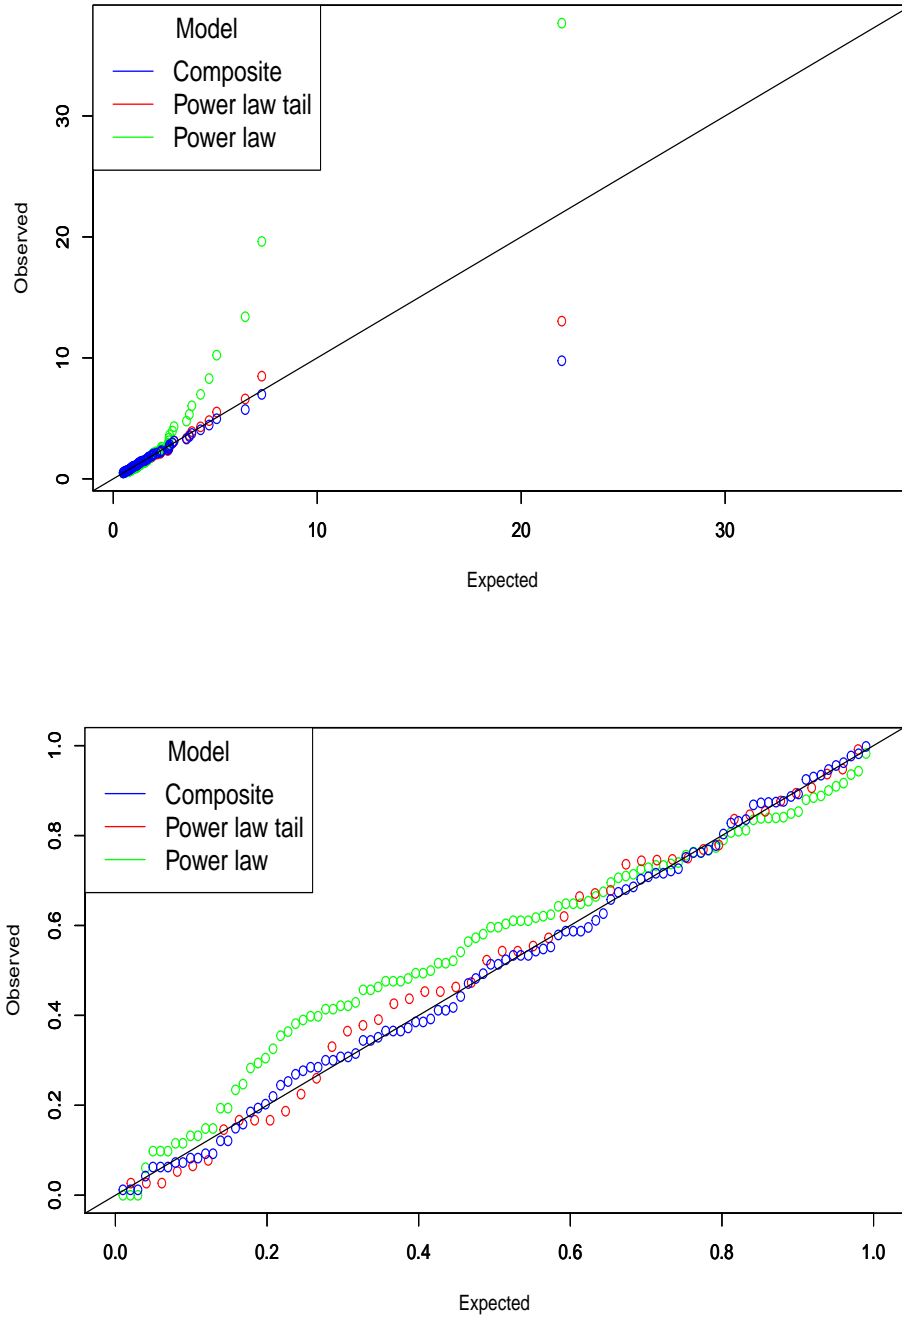 Model
Composite
Power law tail
Power law
30
20
10
0
Observed
0 10 20 30
Expected
Model
Composite
Power law tail
Power law
1.0
0.8
0.6
0.4
0.2
0.0
Observed
0.0 0.2 0.4 0.6 0.8 1.0
Expected